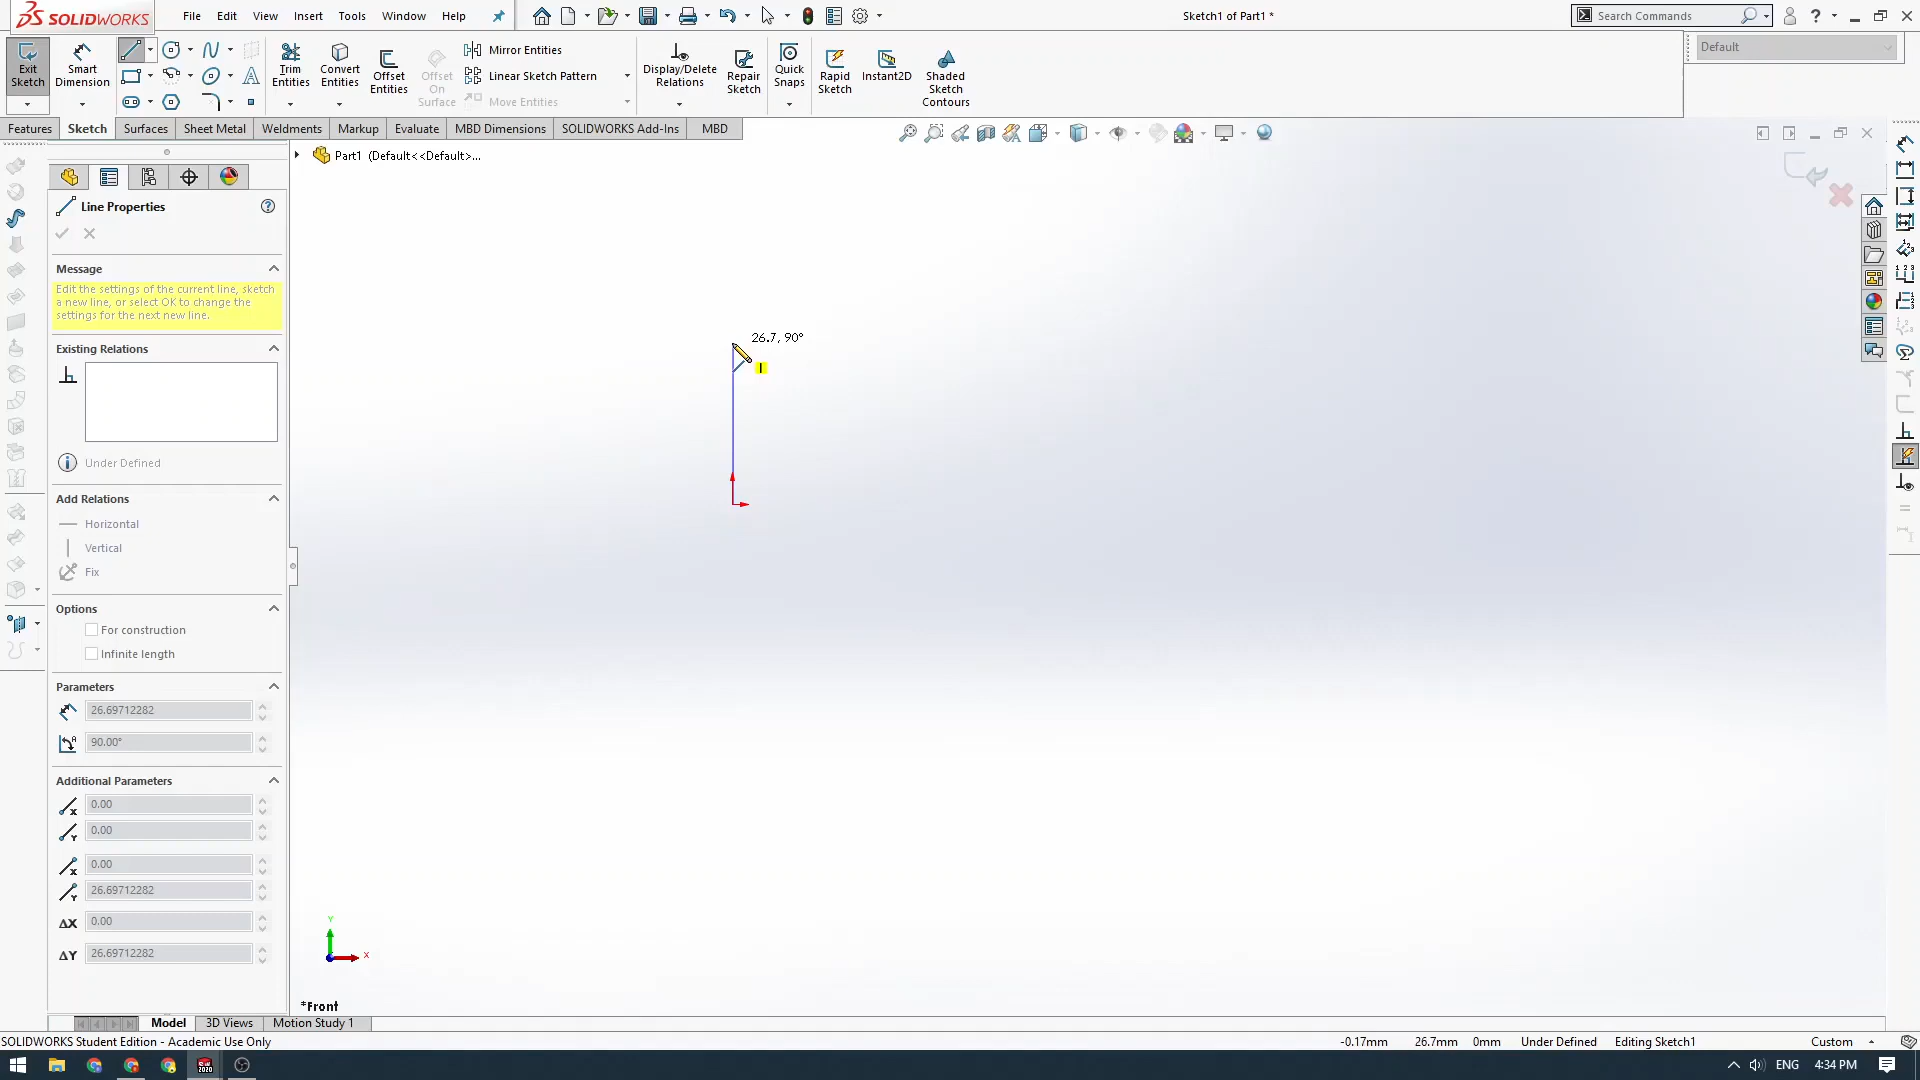 SOLIDWORKS
File
Edit
View
Insert
Tools
Window
Help
Sketch1 of Part1 *
Search Commands
Exit Sketch
Smart Dimension
Trim Entities
Convert Entities
Offset Entities
Offset On Surface
Mirror Entities
Linear Sketch Pattern
Move Entities
Display/Delete Relations
Repair Sketch
Quick Snaps
Rapid Sketch
Instant2D
Shaded Sketch Contours
Default
Features
Sketch
Surfaces
Sheet Metal
Weldments
Markup
Evaluate
MBD Dimensions
SOLIDWORKS Add-Ins
MBD
Part1 (Default<<Default>...
Line Properties
Message
Edit the settings of the current line, sketch
a new line, or select OK to change the
settings for the next new line.
Existing Relations
Under Defined
Add Relations
Horizontal
Vertical
Fix
Options
For construction
Infinite length
Parameters
26.69712282
90.00°
Additional Parameters
0.00
0.00
0.00
26.69712282
ΔX 0.00
ΔY 26.69712282
26.7, 90°
Y
X
*Front
Model
3D Views
Motion Study 1
SOLIDWORKS Student Edition - Academic Use Only
-0.17mm
26.7mm
0mm
Under Defined
Editing Sketch1
Custom
ENG
4:34 PM